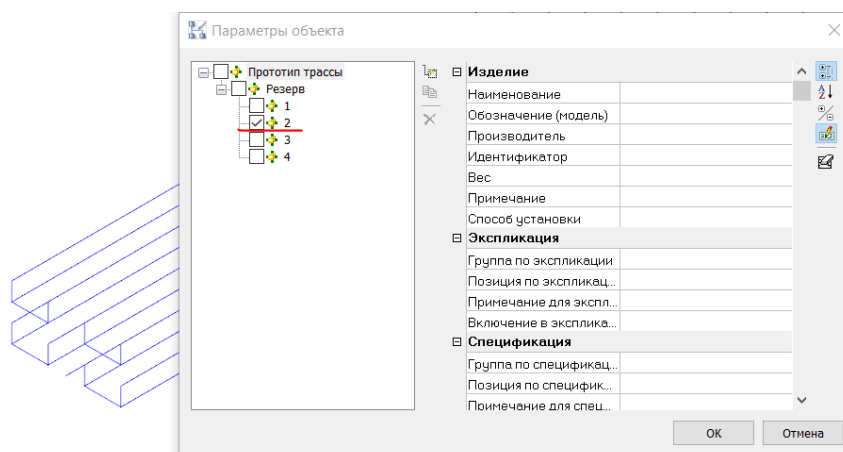 Параметры объекта
Прототип трассы
Резерв
1
2
3
4
Изделие
Наименование
Обозначение (модель)
Производитель
Идентификатор
Вес
Примечание
Способ установки
Экспликация
Группа по экспликации
Позиция по экспликац...
Примечание для экспл...
Включение в эксплика...
Спецификация
Группа по спецификац...
Позиция по специфик...
Примечание для спец...
ОК
Отмена